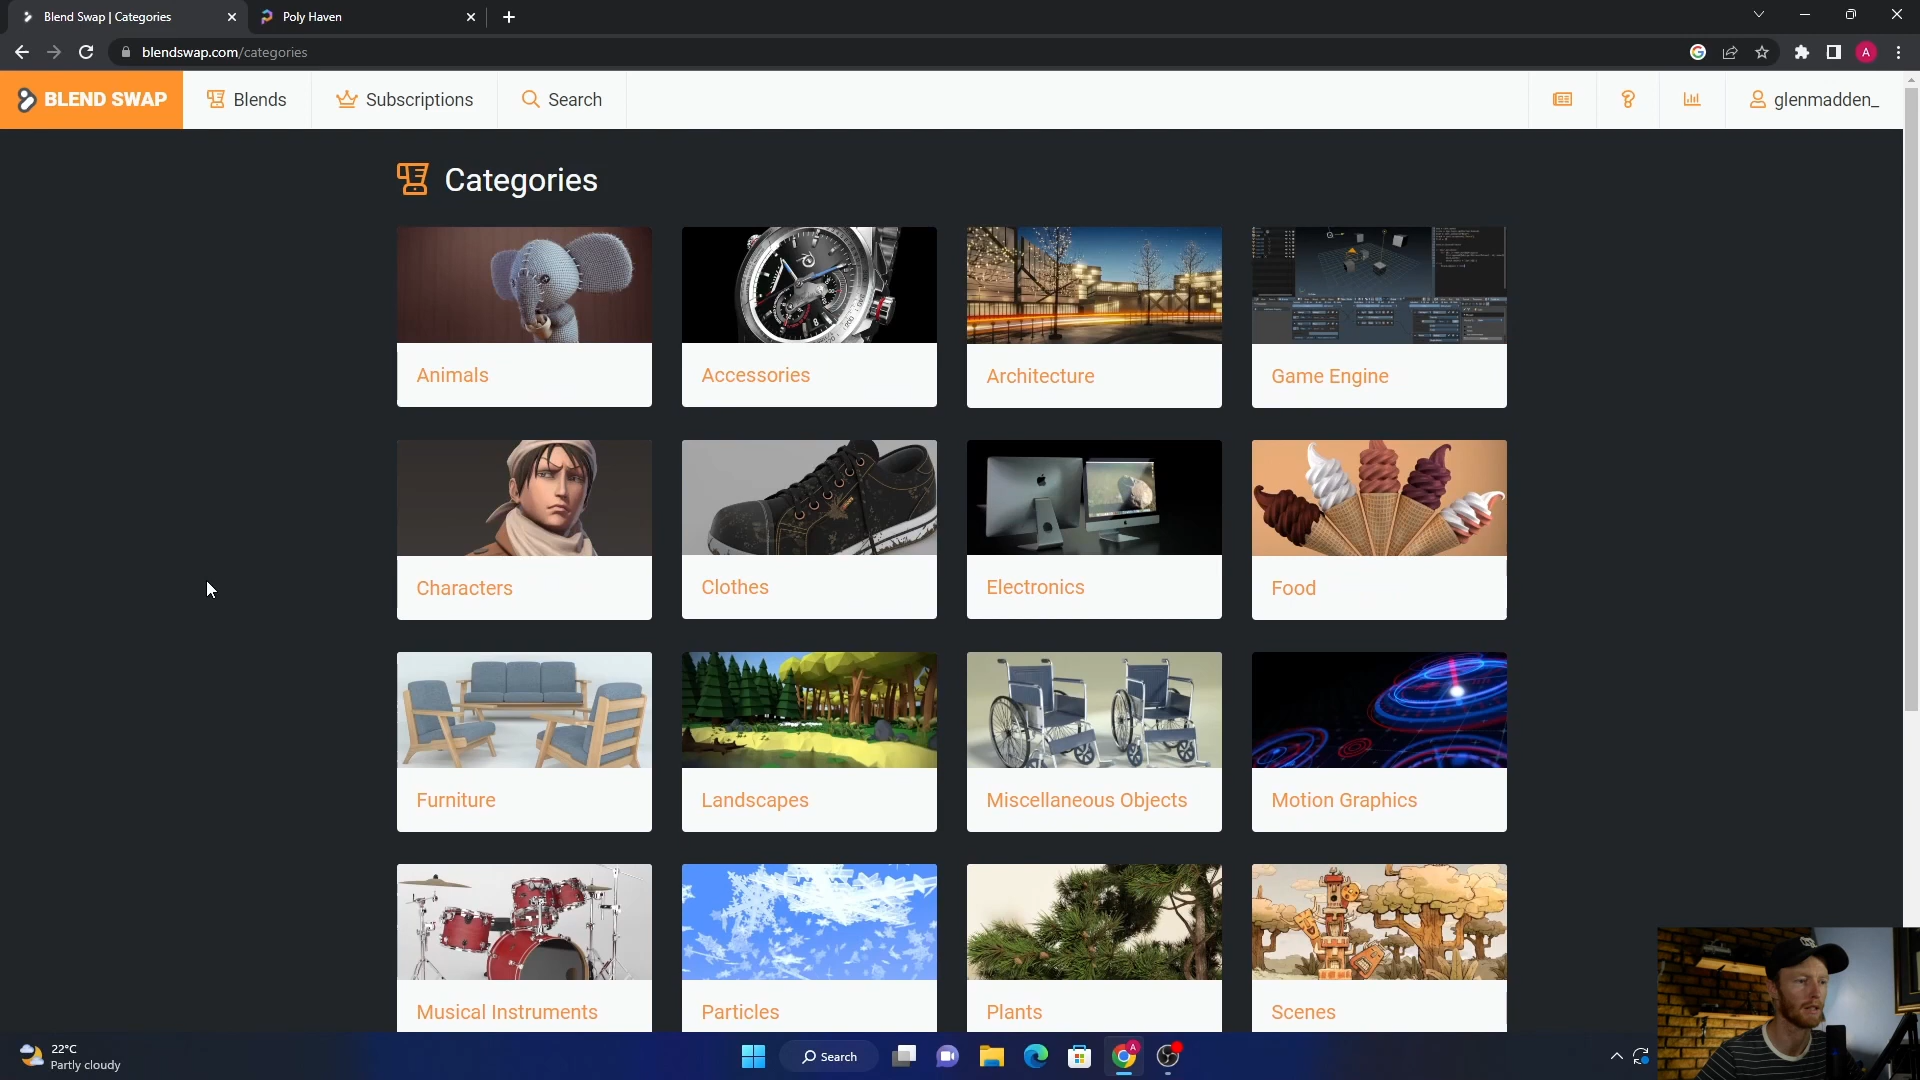 Blend Swap | Categories
Poly Haven
blendswap.com/categories
A
BLEND SWAP
Blends
Subscriptions
Search
glenmadden_
Categories
Animals
Accessories
Architecture
Game Engine
Characters
Clothes
Electronics
Food
Furniture
Landscapes
Miscellaneous Objects
Motion Graphics
Musical Instruments
Particles
Plants
Scenes
22°C
Partly cloudy
Search
A